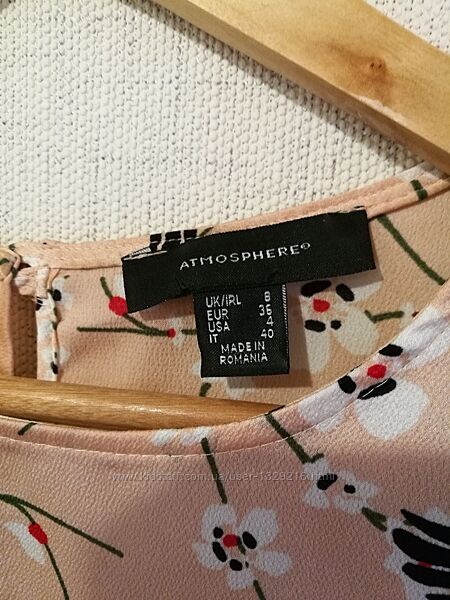 ATMOSPHERE®
UK/IRL 8
EUR 36
USA 4
IT 40
MADE IN
ROMANIA